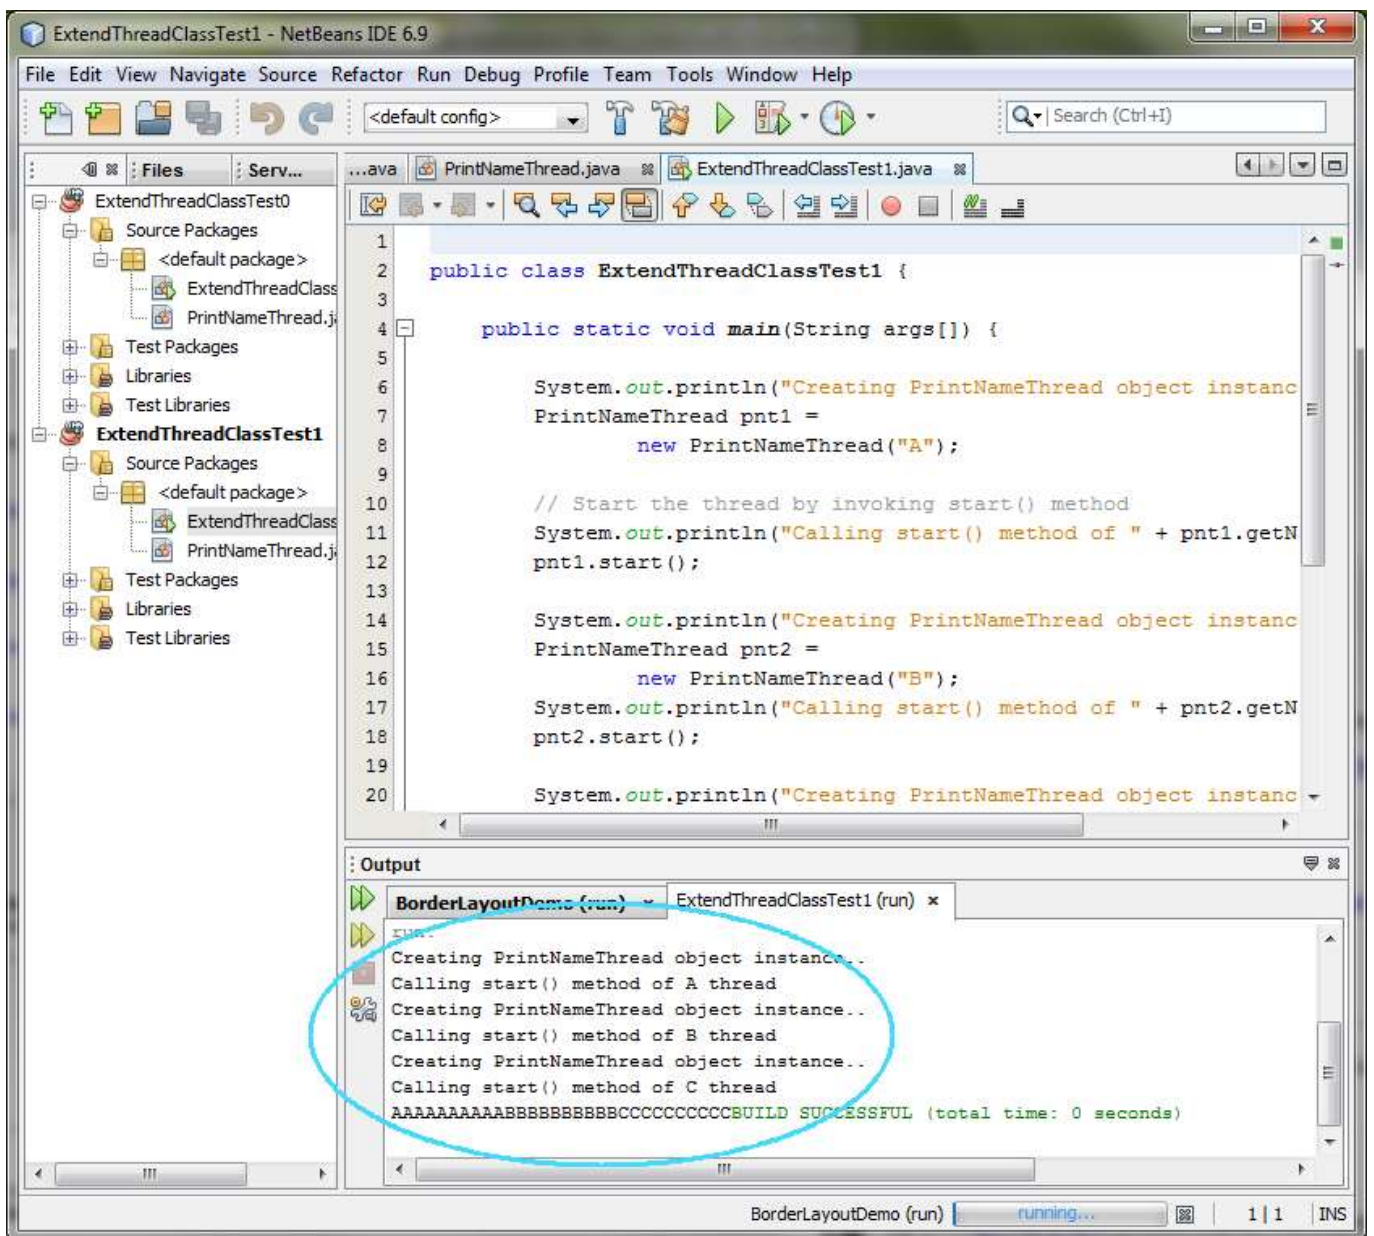 ExtendThreadClassTest1 - NetBeans IDE 6.9
File Edit View Navigate Source Refactor Run Debug Profile Team Tools Window Help
<default config>
Search (Ctrl+I)
Files
Serv...
...ava
PrintNameThread.java
ExtendThreadClassTest1.java
ExtendThreadClassTest0
Source Packages
<default package>
ExtendThreadClass
PrintNameThread.j
Test Packages
Libraries
Test Libraries
ExtendThreadClassTest1
Source Packages
<default package>
ExtendThreadClass
PrintNameThread.j
Test Packages
Libraries
Test Libraries
1
2 public class ExtendThreadClassTest1 {
3
4 public static void main(String args[]) {
5
6 System.out.println("Creating PrintNameThread object instanc
7 PrintNameThread pnt1 =
8 new PrintNameThread("A");
9
10 // Start the thread by invoking start() method
11 System.out.println("Calling start() method of " + pnt1.getN
12 pnt1.start();
13
14 System.out.println("Creating PrintNameThread object instanc
15 PrintNameThread pnt2 =
16 new PrintNameThread("B");
17 System.out.println("Calling start() method of " + pnt2.getN
18 pnt2.start();
19
20 System.out.println("Creating PrintNameThread object instanc
Output
BorderLayoutDemo (run)
ExtendThreadClassTest1 (run)
run:
Creating PrintNameThread object instance..
Calling start() method of A thread
Creating PrintNameThread object instance..
Calling start() method of B thread
Creating PrintNameThread object instance..
Calling start() method of C thread
AAAAAAAAAABBBBBBBBBBCCCCCCCCCCBUILD SUCCESSFUL (total time: 0 seconds)
BorderLayoutDemo (run)
running...
1 | 1
INS